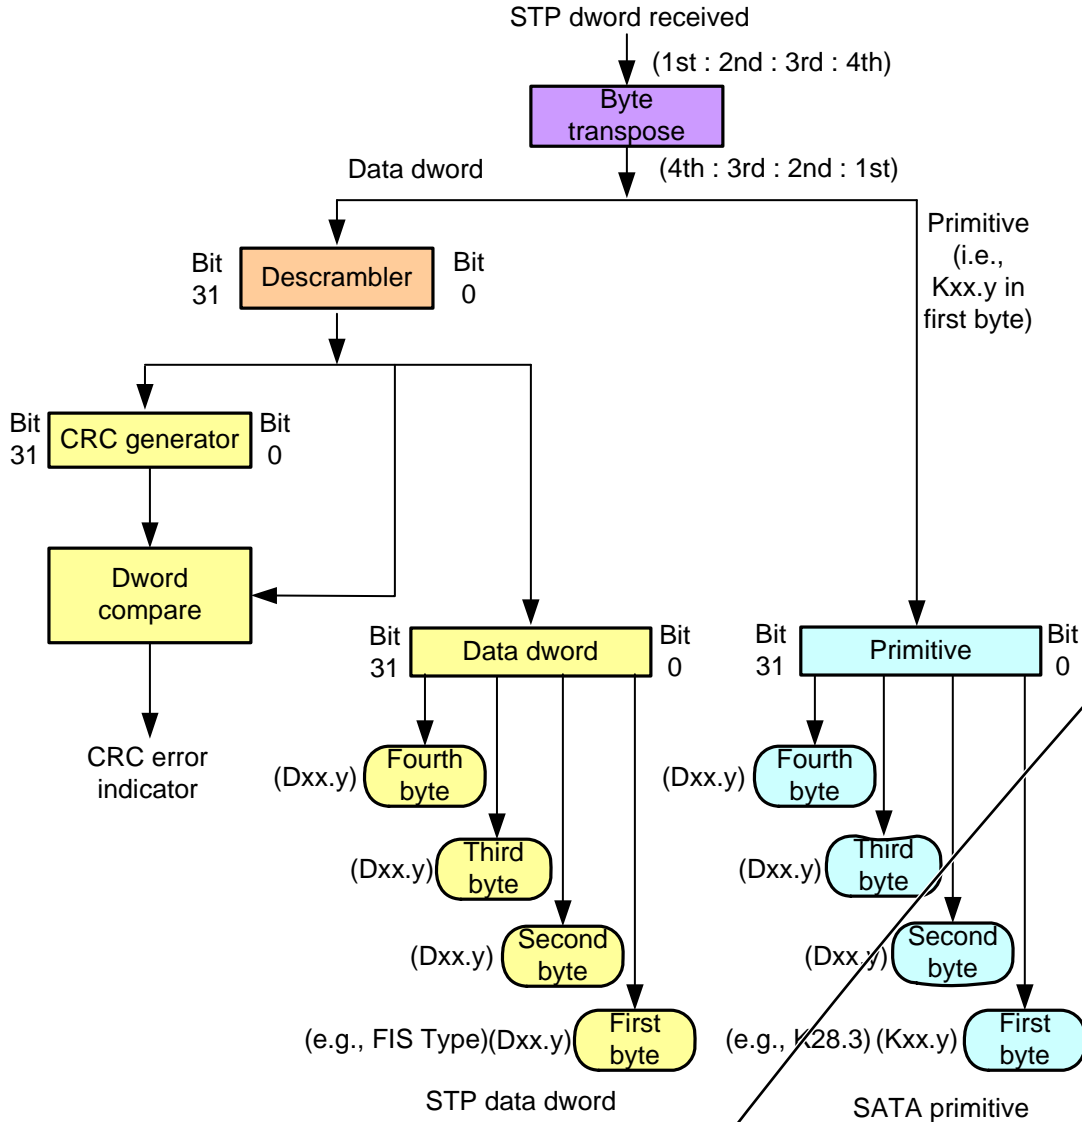 STP dword received
(1st : 2nd : 3rd : 4th)
Byte
transpose
(4th : 3rd : 2nd : 1st)
Data dword
Primitive
(i.e.,
Kxx.y in
first byte)
Bit
31
Descrambler
Bit
0
Bit
31
CRC generator
Bit
0
Dword
compare
CRC error
indicator
Bit
31
Data dword
Bit
0
Bit
31
Primitive
Bit
0
(Dxx.y)
Fourth
byte
(Dxx.y)
Fourth
byte
(Dxx.y)
Third
byte
(Dxx.y)
Third
byte
(Dxx.y)
Second
byte
(Dxx.y)
Second
byte
(e.g., FIS Type)(Dxx.y)
First
byte
(e.g., K28.3) (Kxx.y)
First
byte
STP data dword
SATA primitive